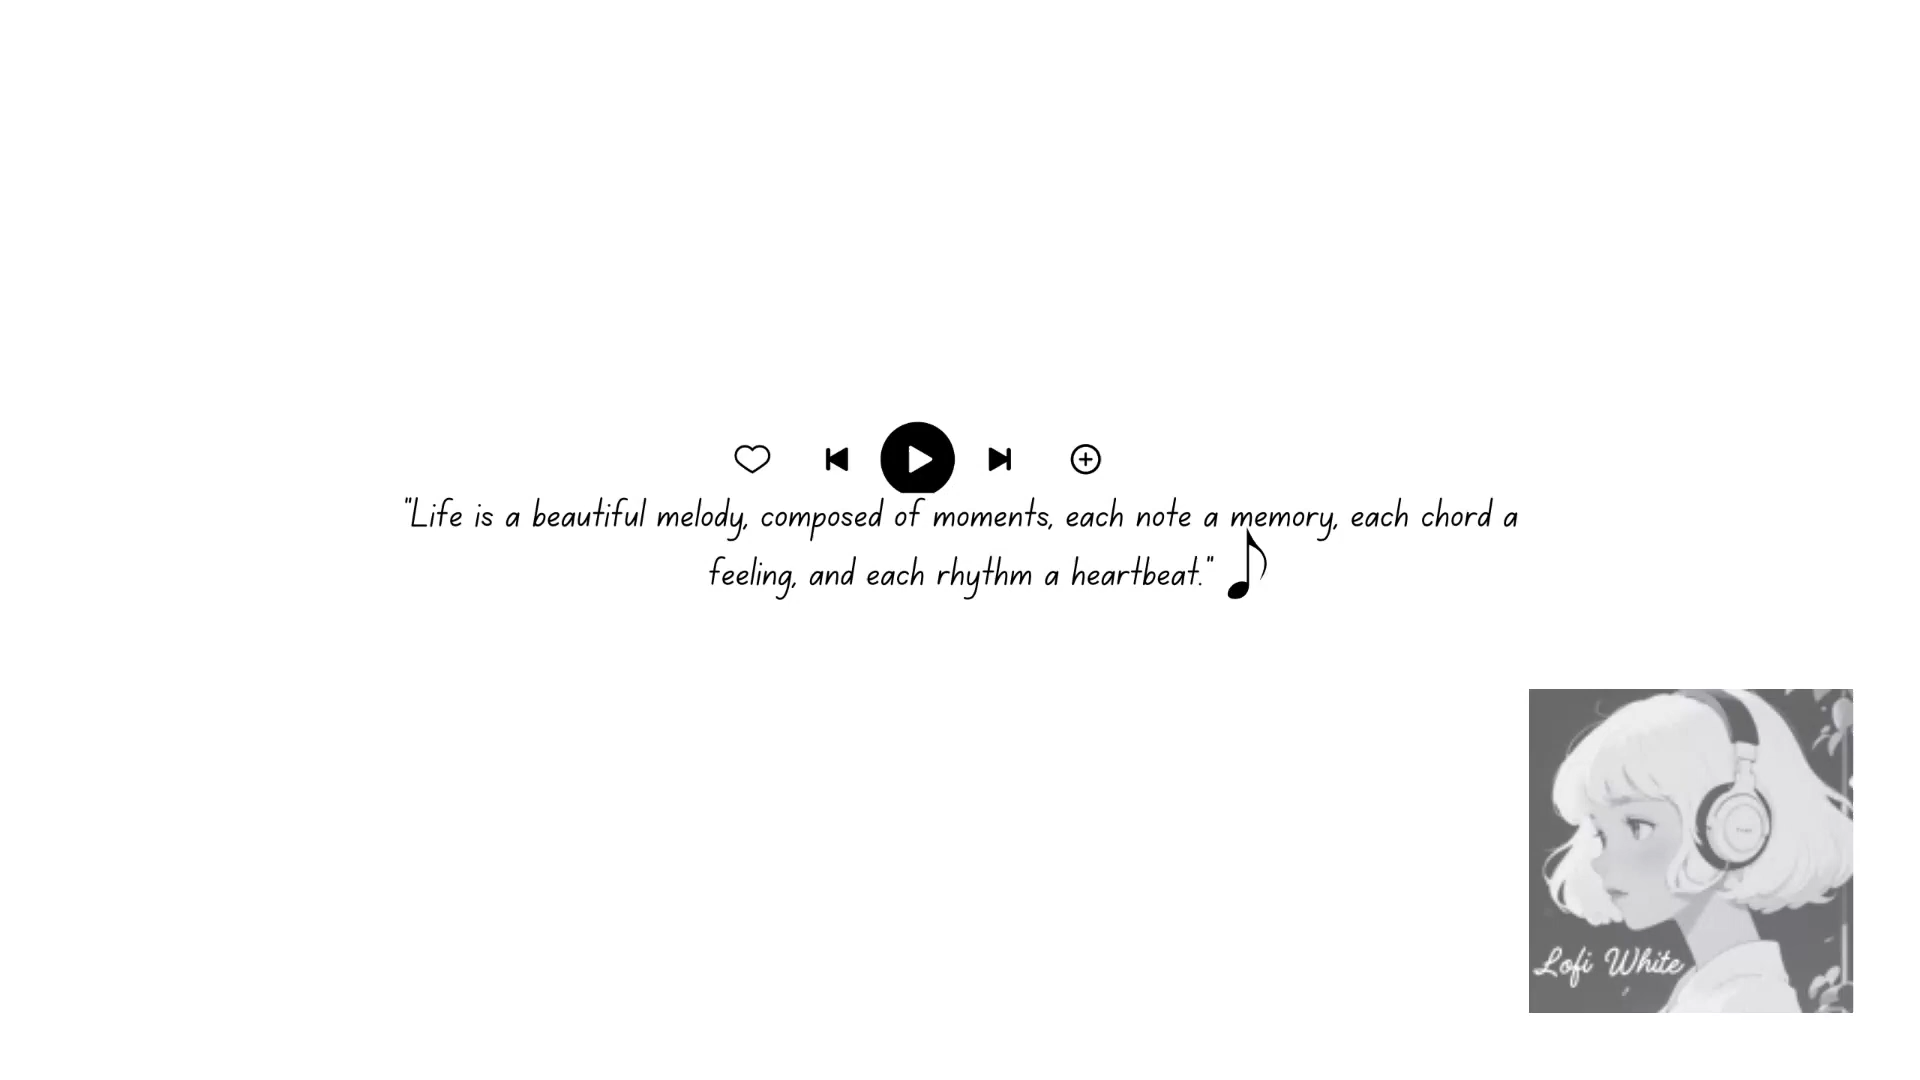 "Life is a beautiful melody, composed of moments, each note a memory, each chord a
feeling, and each rhythm a heartbeat."
Lofi White